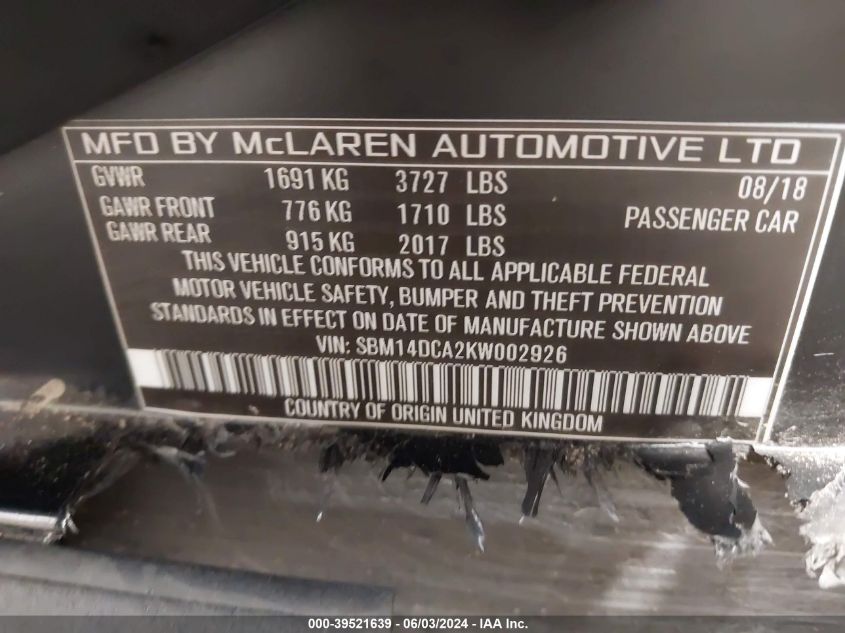 MFD BY McLAREN AUTOMOTIVE LTD
GVWR 1691 KG 3727 LBS 08/18
GAWR FRONT 776 KG 1710 LBS PASSENGER CAR
GAWR REAR 915 KG 2017 LBS
THIS VEHICLE CONFORMS TO ALL APPLICABLE FEDERAL
MOTOR VEHICLE SAFETY, BUMPER AND THEFT PREVENTION
STANDARDS IN EFFECT ON DATE OF MANUFACTURE SHOWN ABOVE
VIN: SBM14DCA2KW002926
COUNTRY OF ORIGIN UNITED KINGDOM
000-39521639 - 06/03/2024 - IAA Inc.